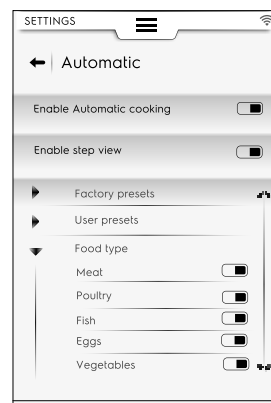 SETTINGS
Automatic
Enable Automatic cooking
Enable step view
Factory presets
User presets
Food type
Meat
Poultry
Fish
Eggs
Vegetables